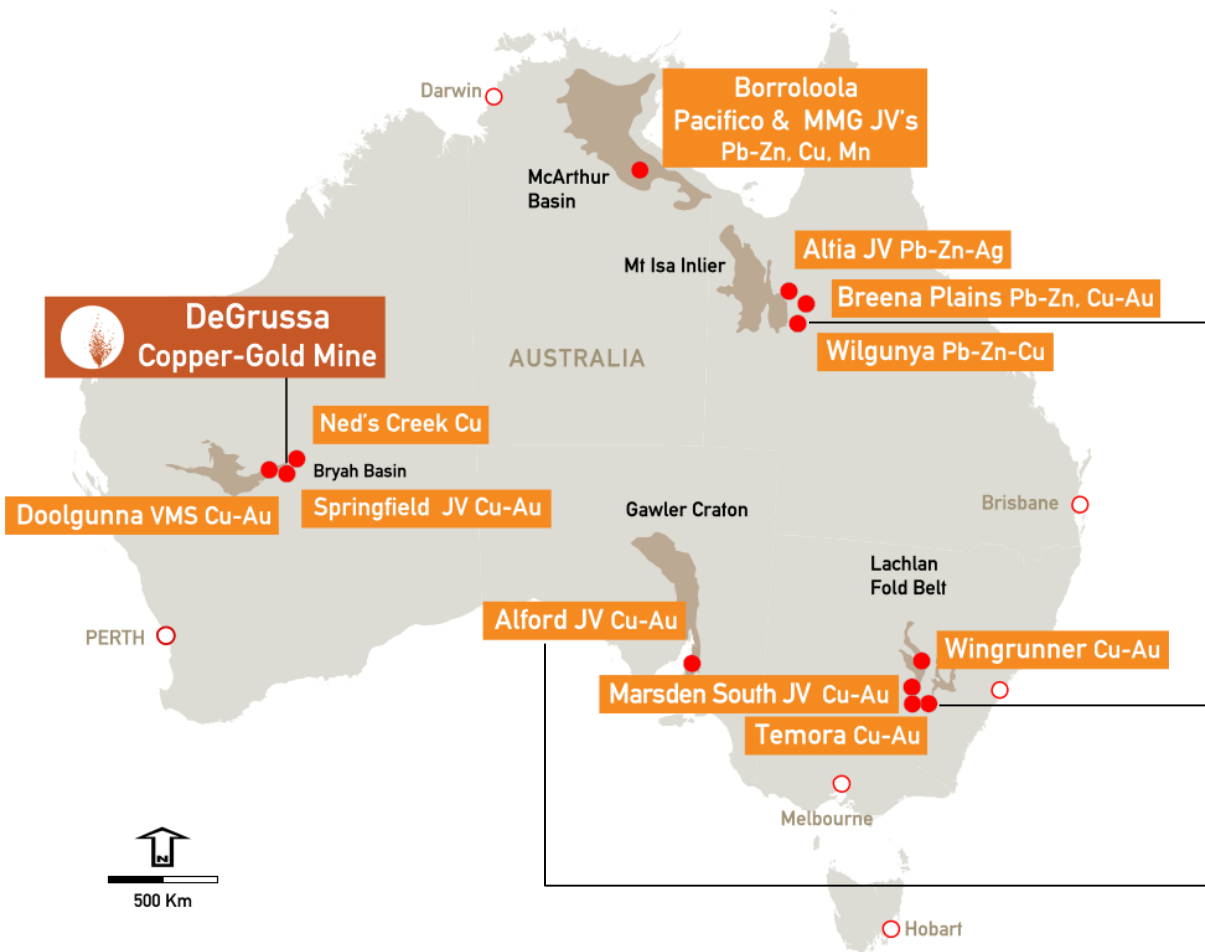 Darwin
Borroloola
Pacifico & MMG JV's
Pb-Zn, Cu, Mn
McArthur
Basin
Mt Isa Inlier
Altia JV Pb-Zn-Ag
Breena Plains Pb-Zn, Cu-Au
Wilgunya Pb-Zn-Cu
DeGrussa
Copper-Gold Mine
AUSTRALIA
Ned's Creek Cu
Bryah Basin
Doolgunna VMS Cu-Au
Springfield JV Cu-Au
Gawler Craton
Brisbane
Lachlan
Fold Belt
Alford JV Cu-Au
PERTH
Wingrunner Cu-Au
Marsden South JV Cu-Au
Temora Cu-Au
Melbourne
N
500 Km
Hobart